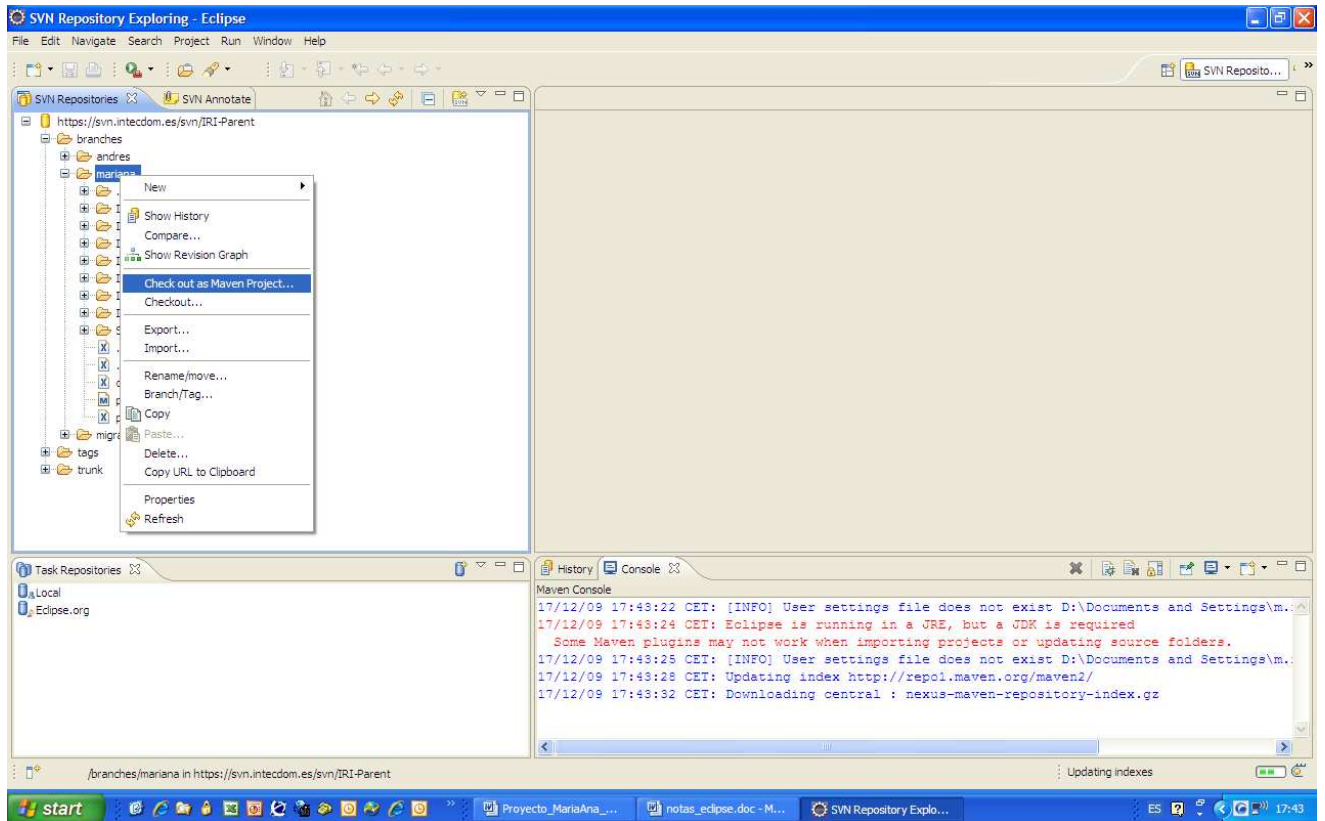 SVN Repository Exploring - Eclipse
File Edit Navigate Search Project Run Window Help
SVN Reposito...
SVN Repositories
SVN Annotate
https://svn.intecdom.es/svn/IRI-Parent
branches
andres
mariana
New
Show History
Compare...
Show Revision Graph
Check out as Maven Project...
Checkout...
Export...
Import...
Rename/move...
Branch/Tag...
Copy
Paste...
Delete...
Copy URL to Clipboard
Properties
Refresh
migra
tags
trunk
Task Repositories
Local
Eclipse.org
History
Console
Maven Console
17/12/09 17:43:22 CET: [INFO] User settings file does not exist D:\Documents and Settings\m.
17/12/09 17:43:24 CET: Eclipse is running in a JRE, but a JDK is required
Some Maven plugins may not work when importing projects or updating source folders.
17/12/09 17:43:25 CET: [INFO] User settings file does not exist D:\Documents and Settings\m.
17/12/09 17:43:28 CET: Updating index http://repo1.maven.org/maven2/
17/12/09 17:43:32 CET: Downloading central : nexus-maven-repository-index.gz
/branches/mariana in https://svn.intecdom.es/svn/IRI-Parent
Updating indexes
start
Proyecto_MariaAna_...
notas_eclipse.doc - M...
SVN Repository Explo...
ES
17:43